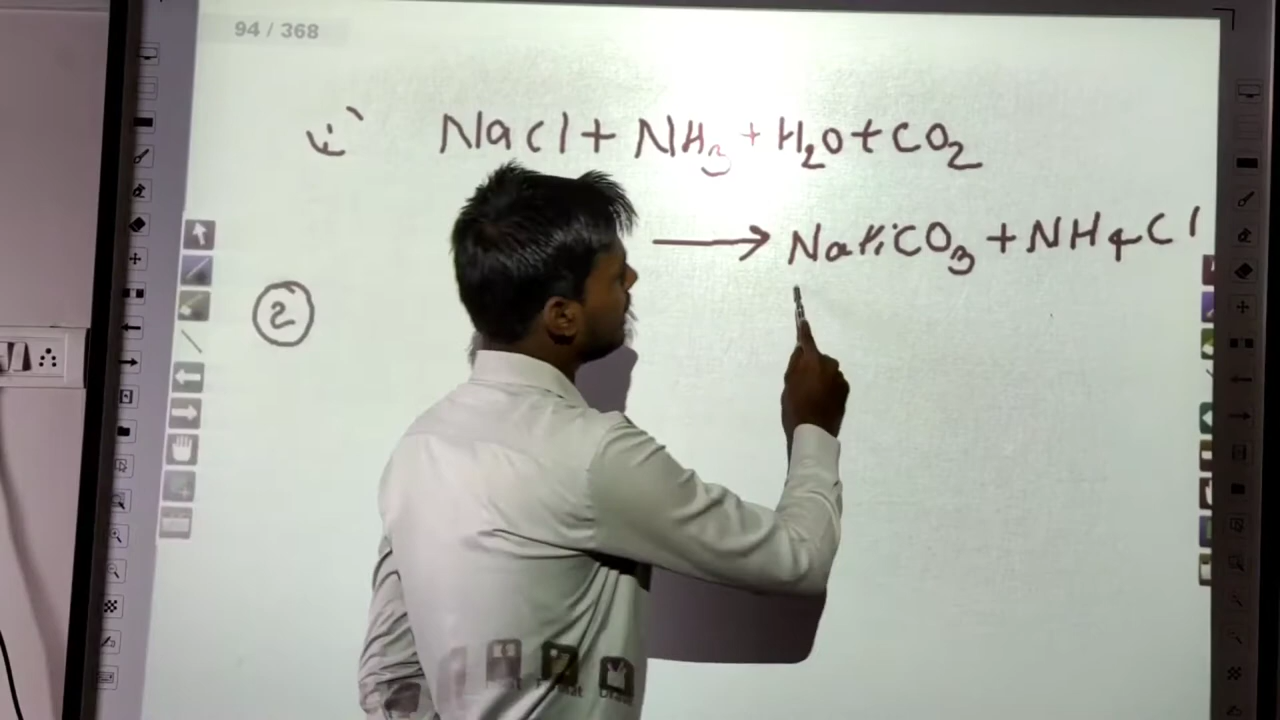 94 / 368
i) NaCl + NH3 + H2O + CO2
→ NaHCO3 + NH4Cl
2